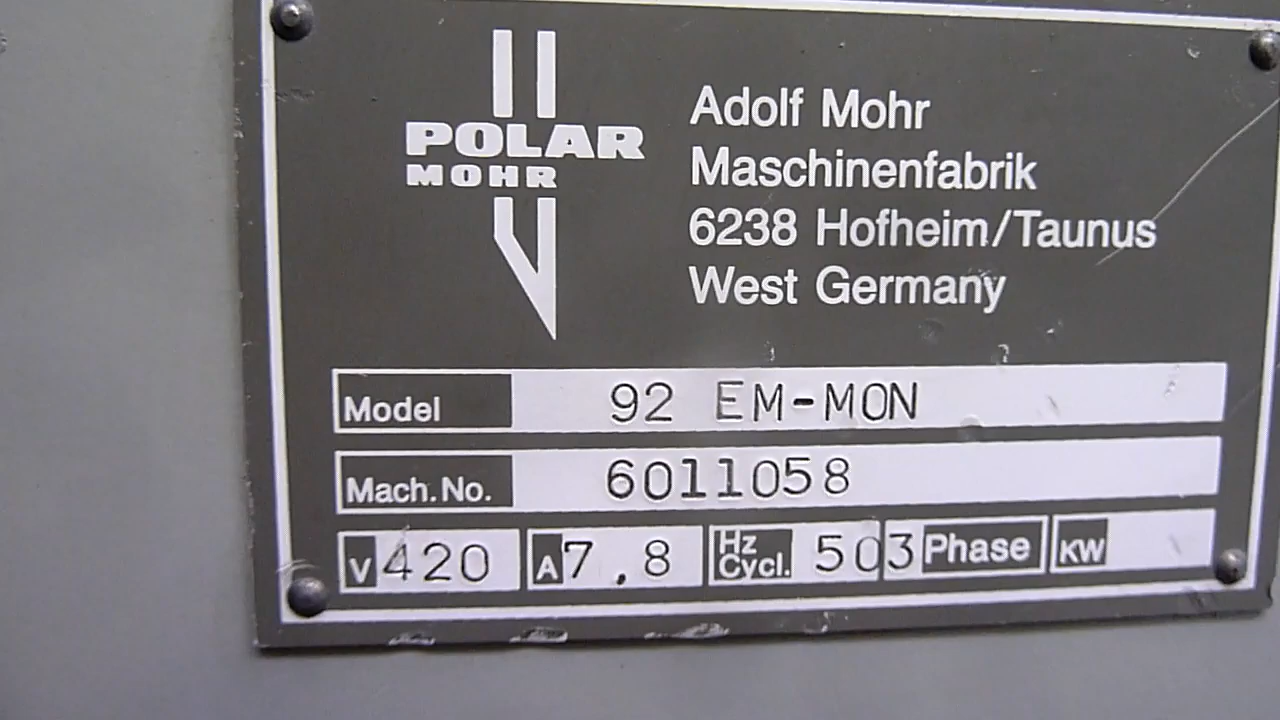 POLAR
MOHR
Adolf Mohr
Maschinenfabrik
6238 Hofheim/Taunus
West Germany
Model 92 EM-MON
Mach.No. 6011058
V 420 A 7,8 Hz Cycl. 50 3 Phase KW